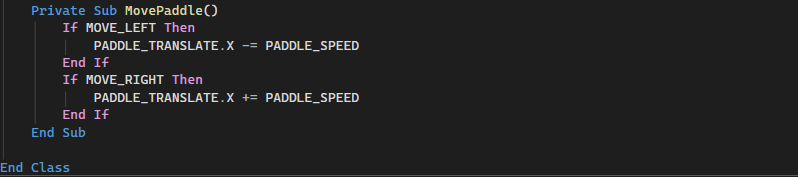 Private Sub MovePaddle()
If MOVE_LEFT Then
PADDLE_TRANSLATE.X -= PADDLE_SPEED
End If
If MOVE_RIGHT Then
PADDLE_TRANSLATE.X += PADDLE_SPEED
End If
End Sub
End Class